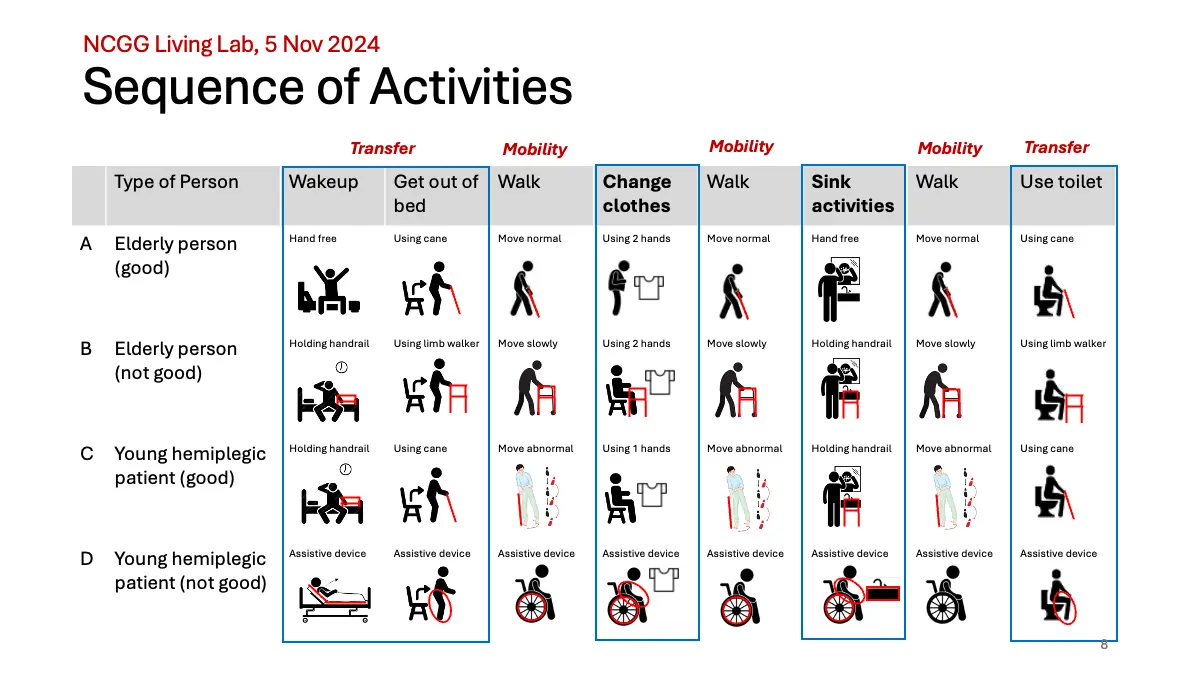 NCGG Living Lab, 5 Nov 2024
Sequence of Activities
Transfer Mobility Mobility Mobility Transfer
Type of Person Wakeup Get out of bed Walk Change clothes Walk Sink activities Walk Use toilet
A Elderly person (good) Hand free Using cane Move normal Using 2 hands Move normal Hand free Move normal Using cane
B Elderly person (not good) Holding handrail Using limb walker Move slowly Using 2 hands Move slowly Holding handrail Move slowly Using limb walker
C Young hemiplegic patient (good) Holding handrail Using cane Move abnormal Using 1 hands Move abnormal Holding handrail Move abnormal Using cane
D Young hemiplegic patient (not good) Assistive device Assistive device Assistive device Assistive device Assistive device Assistive device Assistive device Assistive device
8